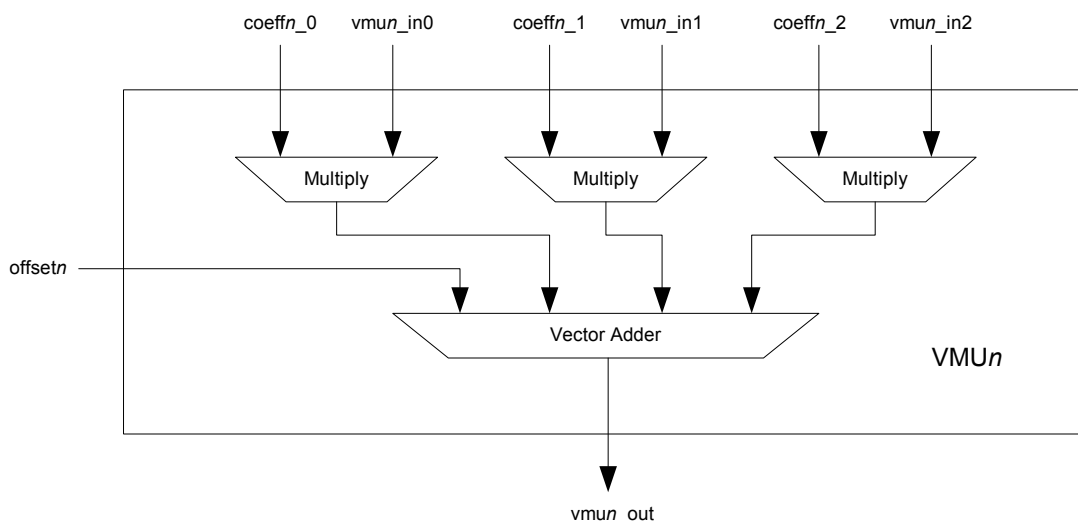 coeffn_0 vmun_in0 coeffn_1 vmun_in1 coeffn_2 vmun_in2
Multiply Multiply Multiply
offsetn
Vector Adder
VMUn
vmun_out